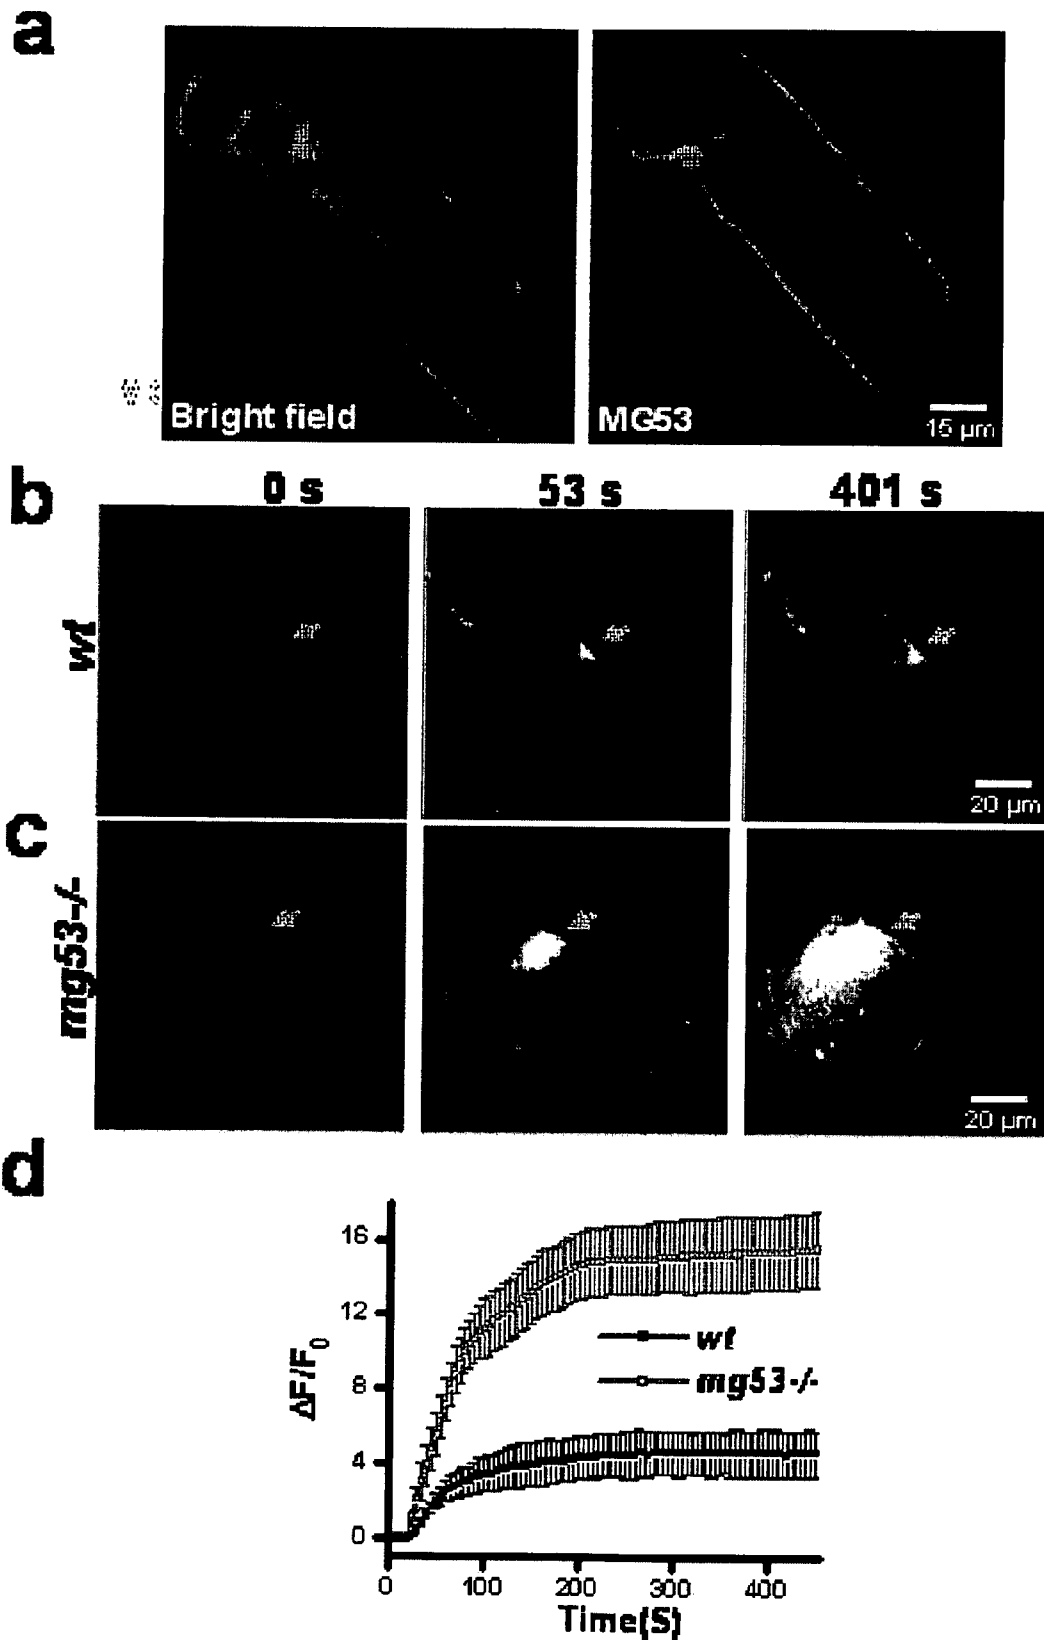 a
Bright field
MG53
15 µm
b
0 s
53 s
401 s
wt
20 µm
c
mg53-/-
20 µm
d
16
12
8
4
0
ΔF/F0
wt
mg53-/-
0
100
200
300
400
Time(S)